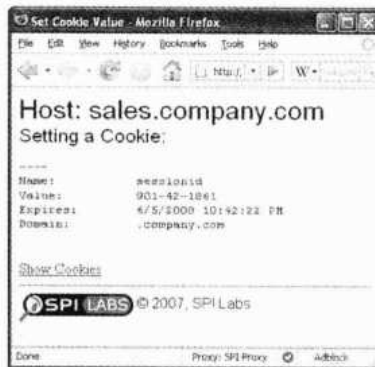 Set Cookie Value - Mozilla Firefox
File Edit View History Bookmarks Tools Help
http: W
Host: sales.company.com
Setting a Cookie:
----
Name: sessionid
Value: 901-42-1861
Expires: 6/5/2008 10:42:22 PM
Domain: .company.com
Show Cookies
SPI LABS © 2007, SPI Labs
Done Proxy: SPI Proxy Adblock